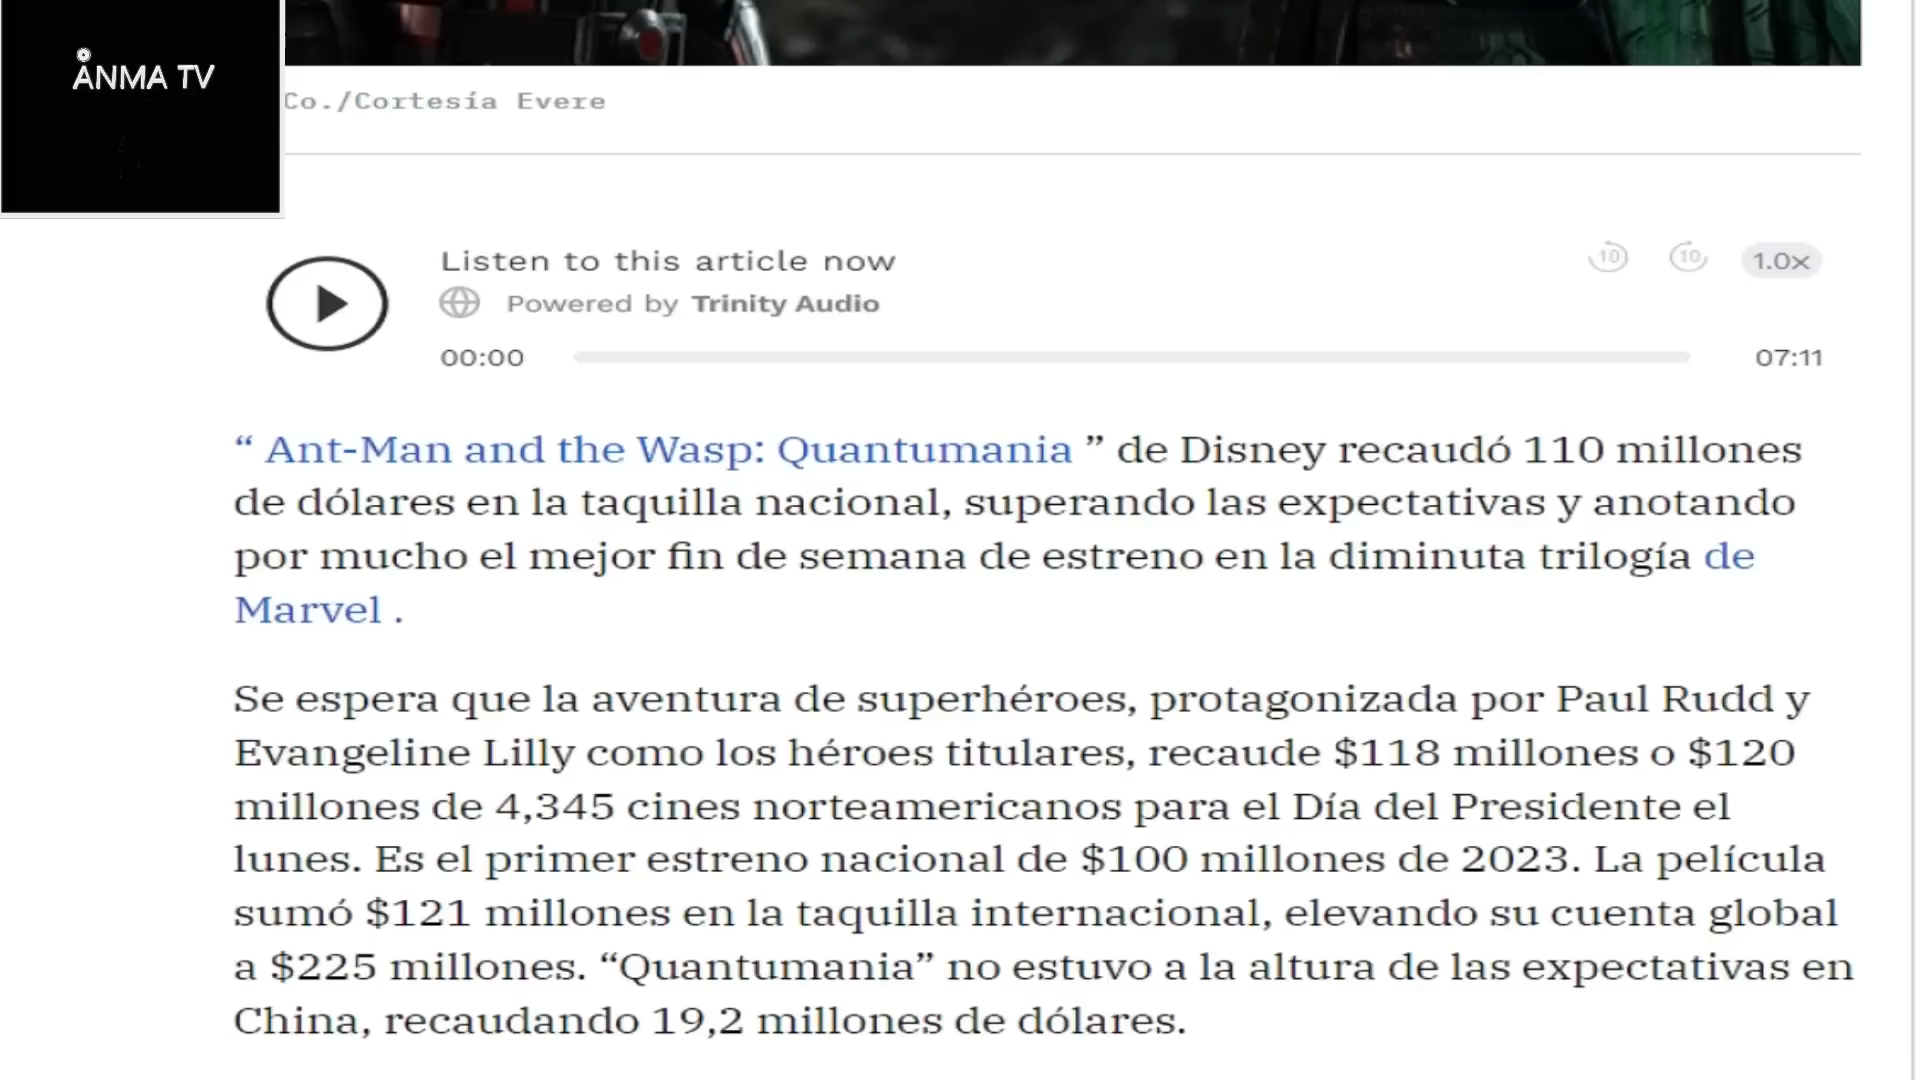 ÅNMA TV
Co./Cortesía Evere
Listen to this article now
10
10
1.0x
Powered by Trinity Audio
00:00
07:11
“ Ant-Man and the Wasp: Quantumania ” de Disney recaudó 110 millones
de dólares en la taquilla nacional, superando las expectativas y anotando
por mucho el mejor fin de semana de estreno en la diminuta trilogía de
Marvel .
Se espera que la aventura de superhéroes, protagonizada por Paul Rudd y
Evangeline Lilly como los héroes titulares, recaude $118 millones o $120
millones de 4,345 cines norteamericanos para el Día del Presidente el
lunes. Es el primer estreno nacional de $100 millones de 2023. La película
sumó $121 millones en la taquilla internacional, elevando su cuenta global
a $225 millones. “Quantumania” no estuvo a la altura de las expectativas en
China, recaudando 19,2 millones de dólares.